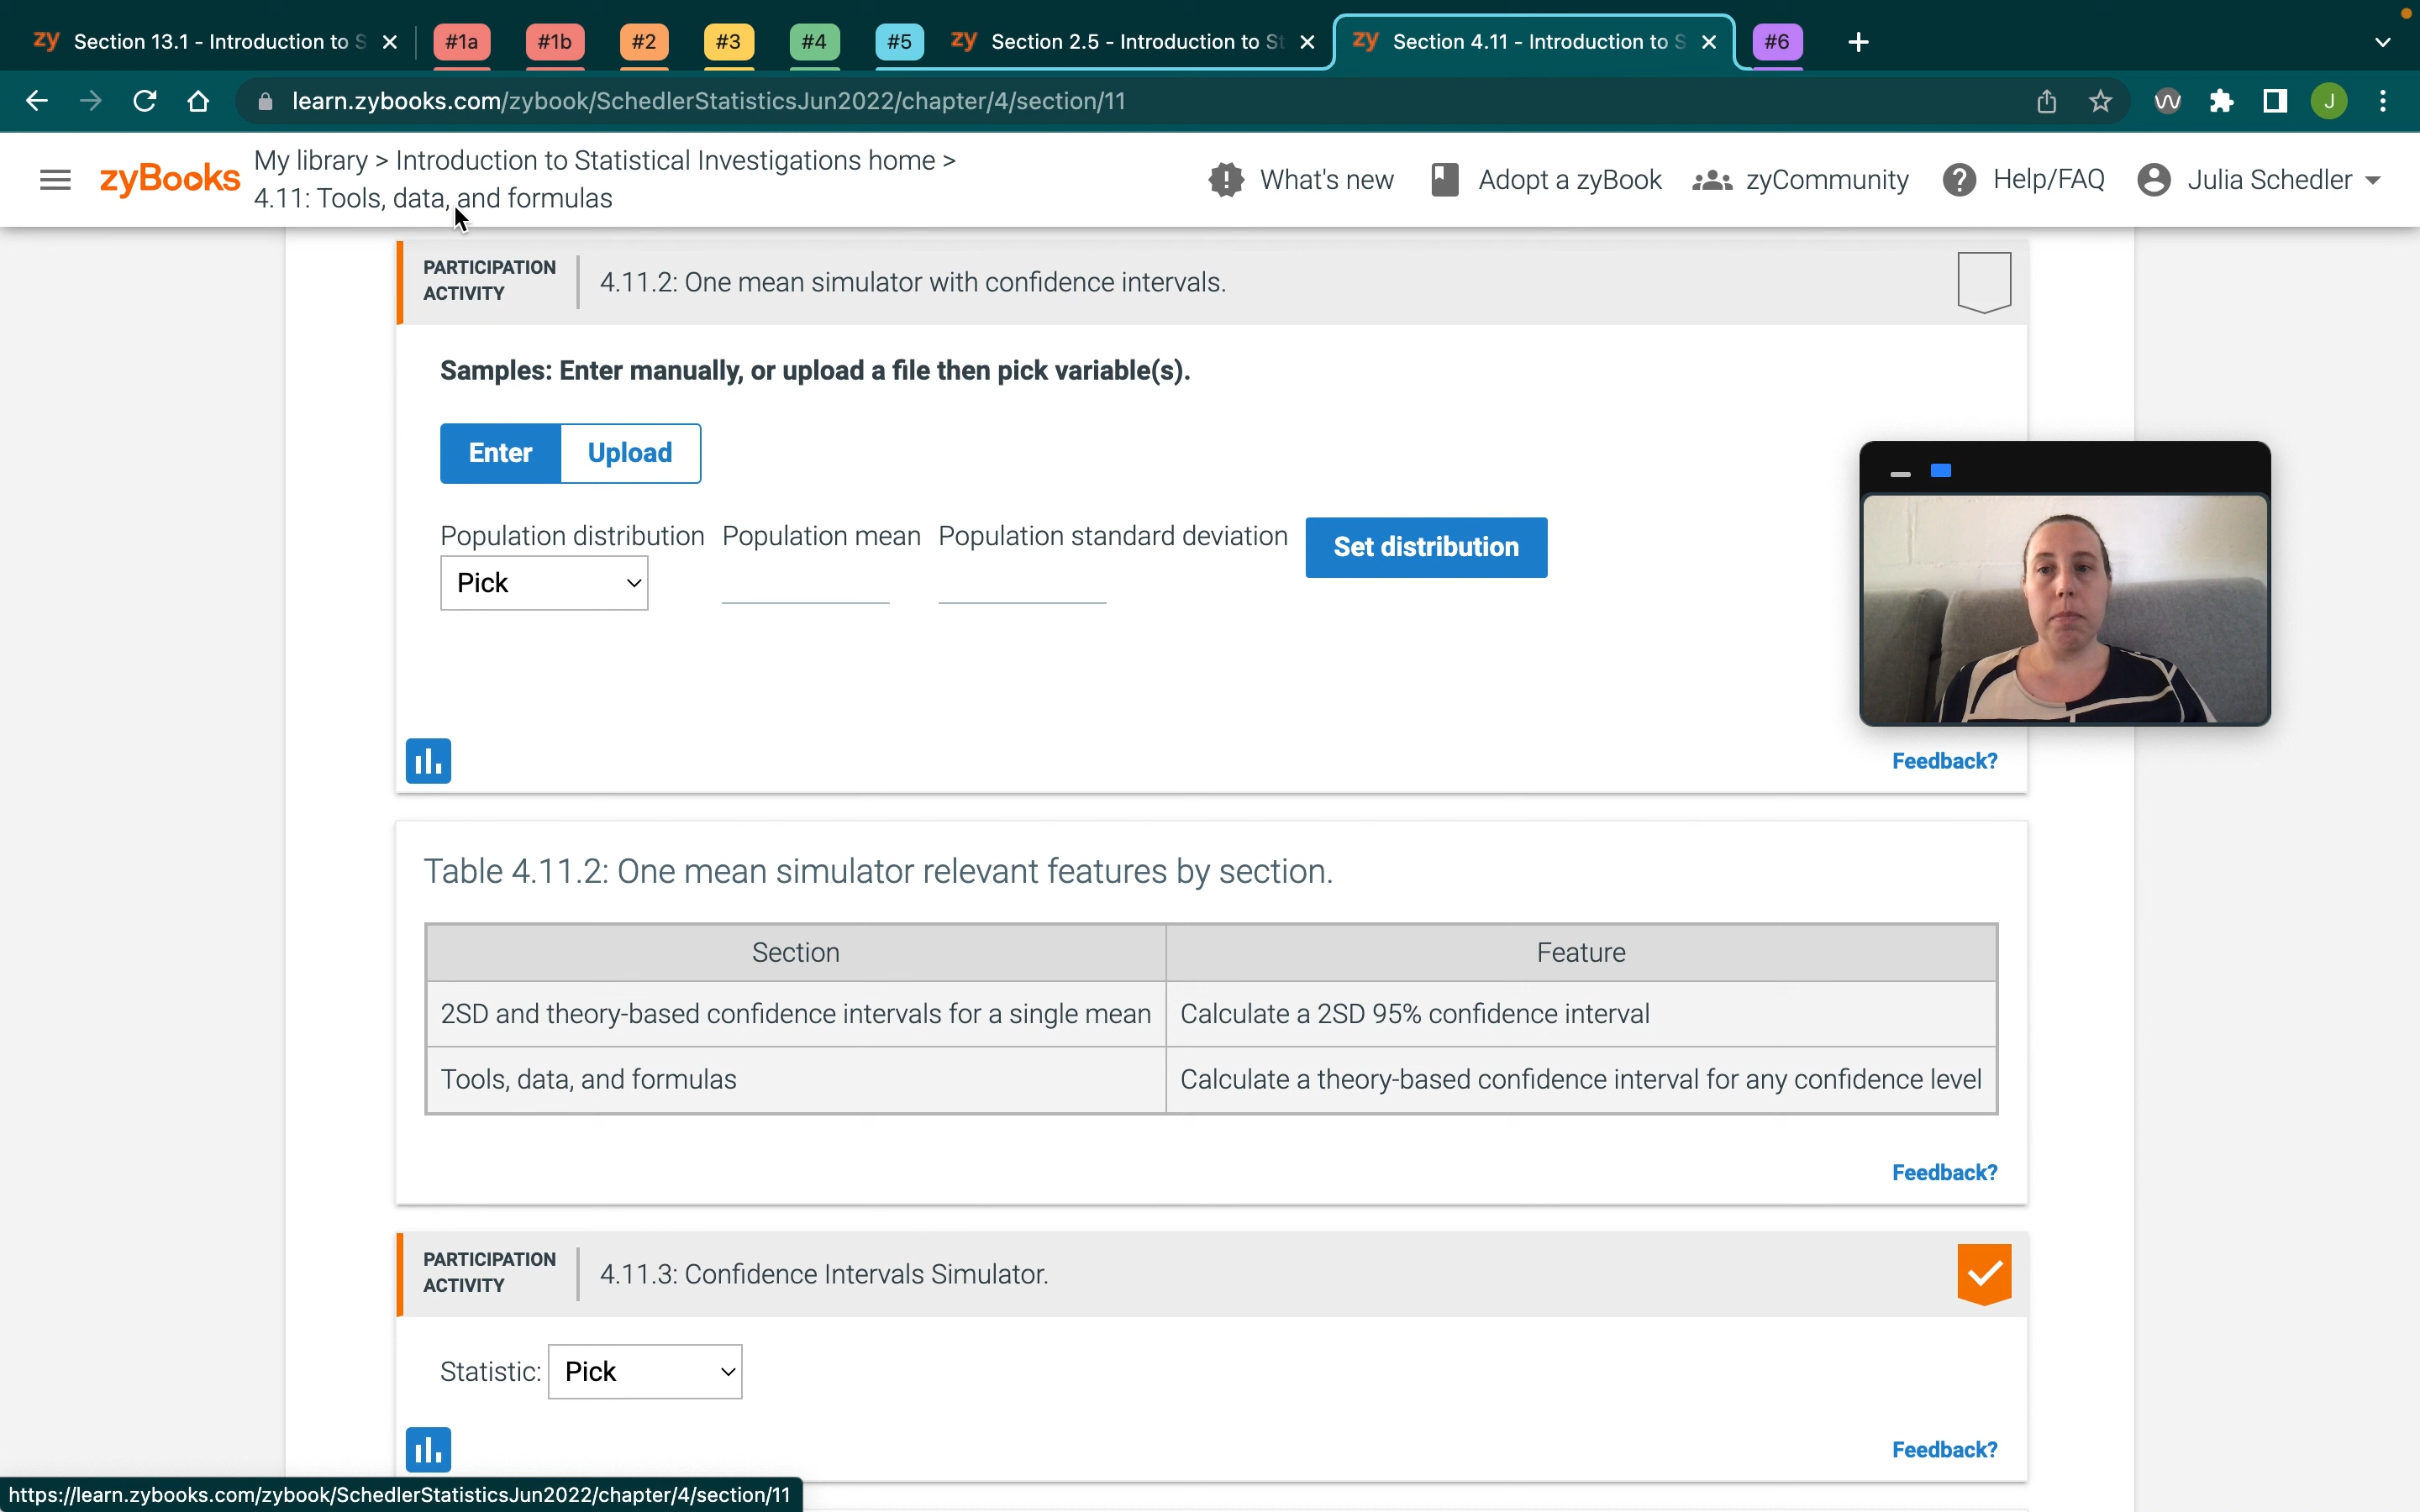 zy Section 13.1 - Introduction to S
#1a
#1b
#2
#3
#4
#5
zy Section 2.5 - Introduction to St
zy Section 4.11 - Introduction to S
#6
learn.zybooks.com/zybook/SchedlerStatisticsJun2022/chapter/4/section/11
J
zyBooks
My library > Introduction to Statistical Investigations home >
4.11: Tools, data, and formulas
What's new
Adopt a zyBook
zyCommunity
Help/FAQ
Julia Schedler
PARTICIPATION
ACTIVITY
4.11.2: One mean simulator with confidence intervals.
Samples: Enter manually, or upload a file then pick variable(s).
Enter
Upload
Population distribution
Population mean
Population standard deviation
Set distribution
Pick
Feedback?
Table 4.11.2: One mean simulator relevant features by section.
Section
Feature
2SD and theory-based confidence intervals for a single mean
Calculate a 2SD 95% confidence interval
Tools, data, and formulas
Calculate a theory-based confidence interval for any confidence level
Feedback?
PARTICIPATION
ACTIVITY
4.11.3: Confidence Intervals Simulator.
Statistic:
Pick
Feedback?
https://learn.zybooks.com/zybook/SchedlerStatisticsJun2022/chapter/4/section/11